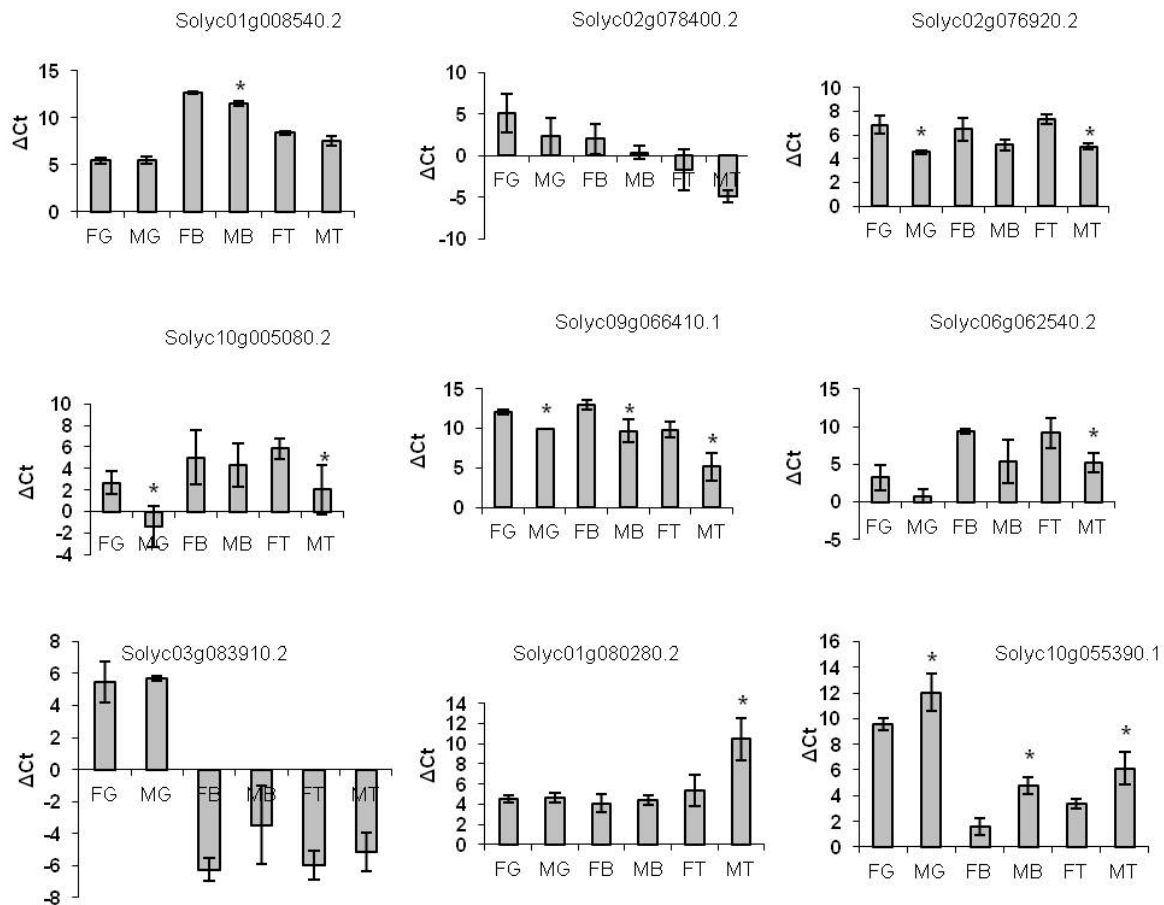 Solyc01g008540.2
15
10
5
0
ΔCt
*
FG MG FB MB FT MT
Solyc02g078400.2
10
5
0
-5
-10
ΔCt
FG MG FB MB FT MT
Solyc02g076920.2
10
8
6
4
2
0
ΔCt
* *
FG MG FB MB FT MT
Solyc10g005080.2
10
8
6
4
2
0
-2
-4
ΔCt
* *
FG MG FB MB FT MT
Solyc09g066410.1
15
10
5
0
ΔCt
* * *
FG MG FB MB FT MT
Solyc06g062540.2
15
10
5
0
-5
ΔCt
*
FG MG FB MB FT MT
Solyc03g083910.2
8
6
4
2
0
-2
-4
-6
-8
ΔCt
FG MG FB MB FT MT
Solyc01g080280.2
14
12
10
8
6
4
2
0
ΔCt
*
FG MG FB MB FT MT
Solyc10g055390.1
16
14
12
10
8
6
4
2
0
ΔCt
* * *
FG MG FB MB FT MT